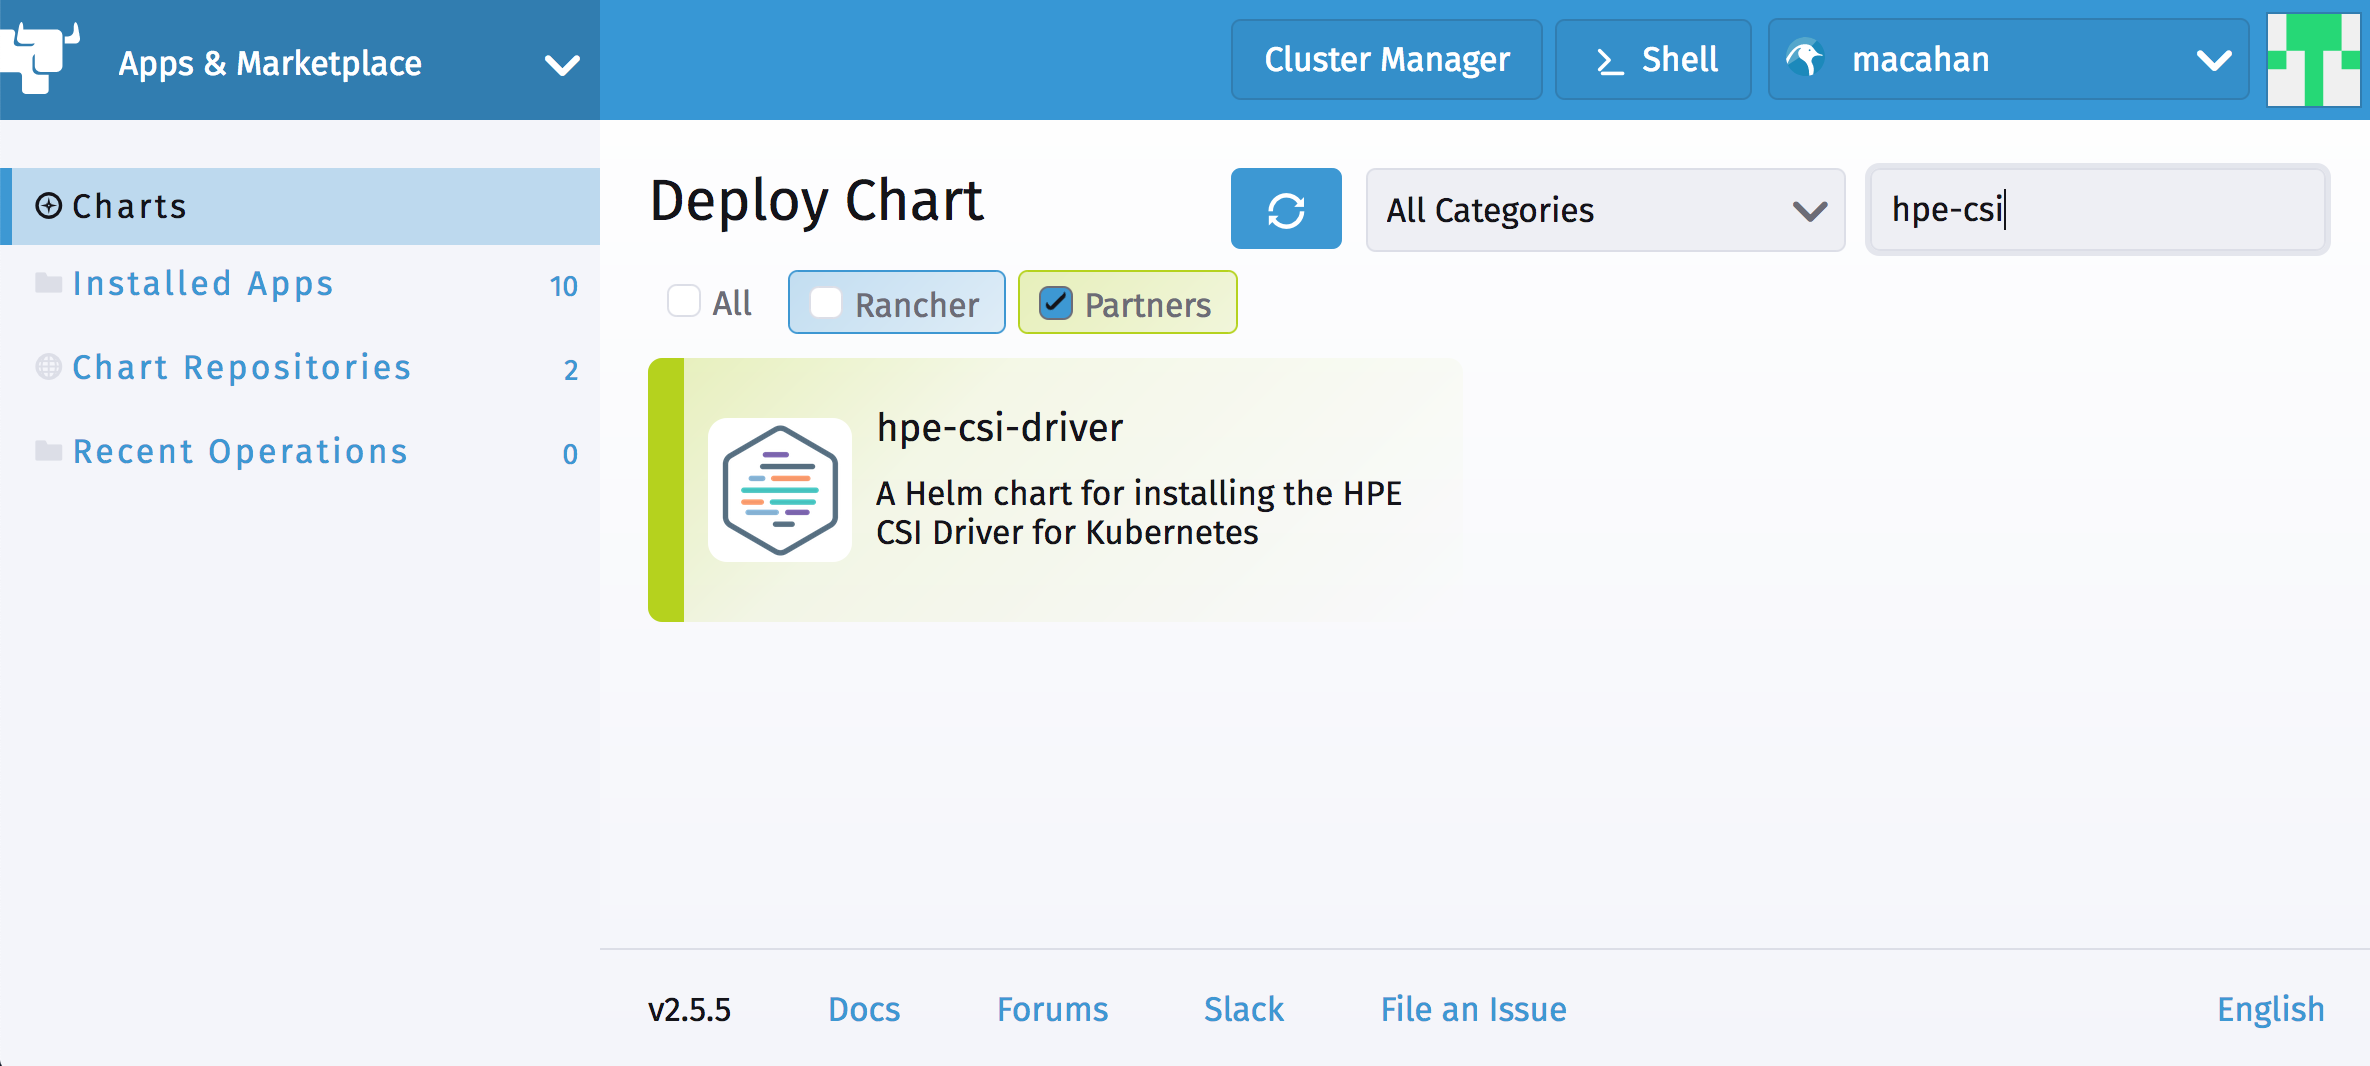 Apps & Marketplace
Cluster Manager
Shell
macahan
Charts
Installed Apps 10
Chart Repositories 2
Recent Operations 0
Deploy Chart
All Categories
hpe-csi
All
Rancher
Partners
hpe-csi-driver
A Helm chart for installing the HPE
CSI Driver for Kubernetes
v2.5.5
Docs
Forums
Slack
File an Issue
English